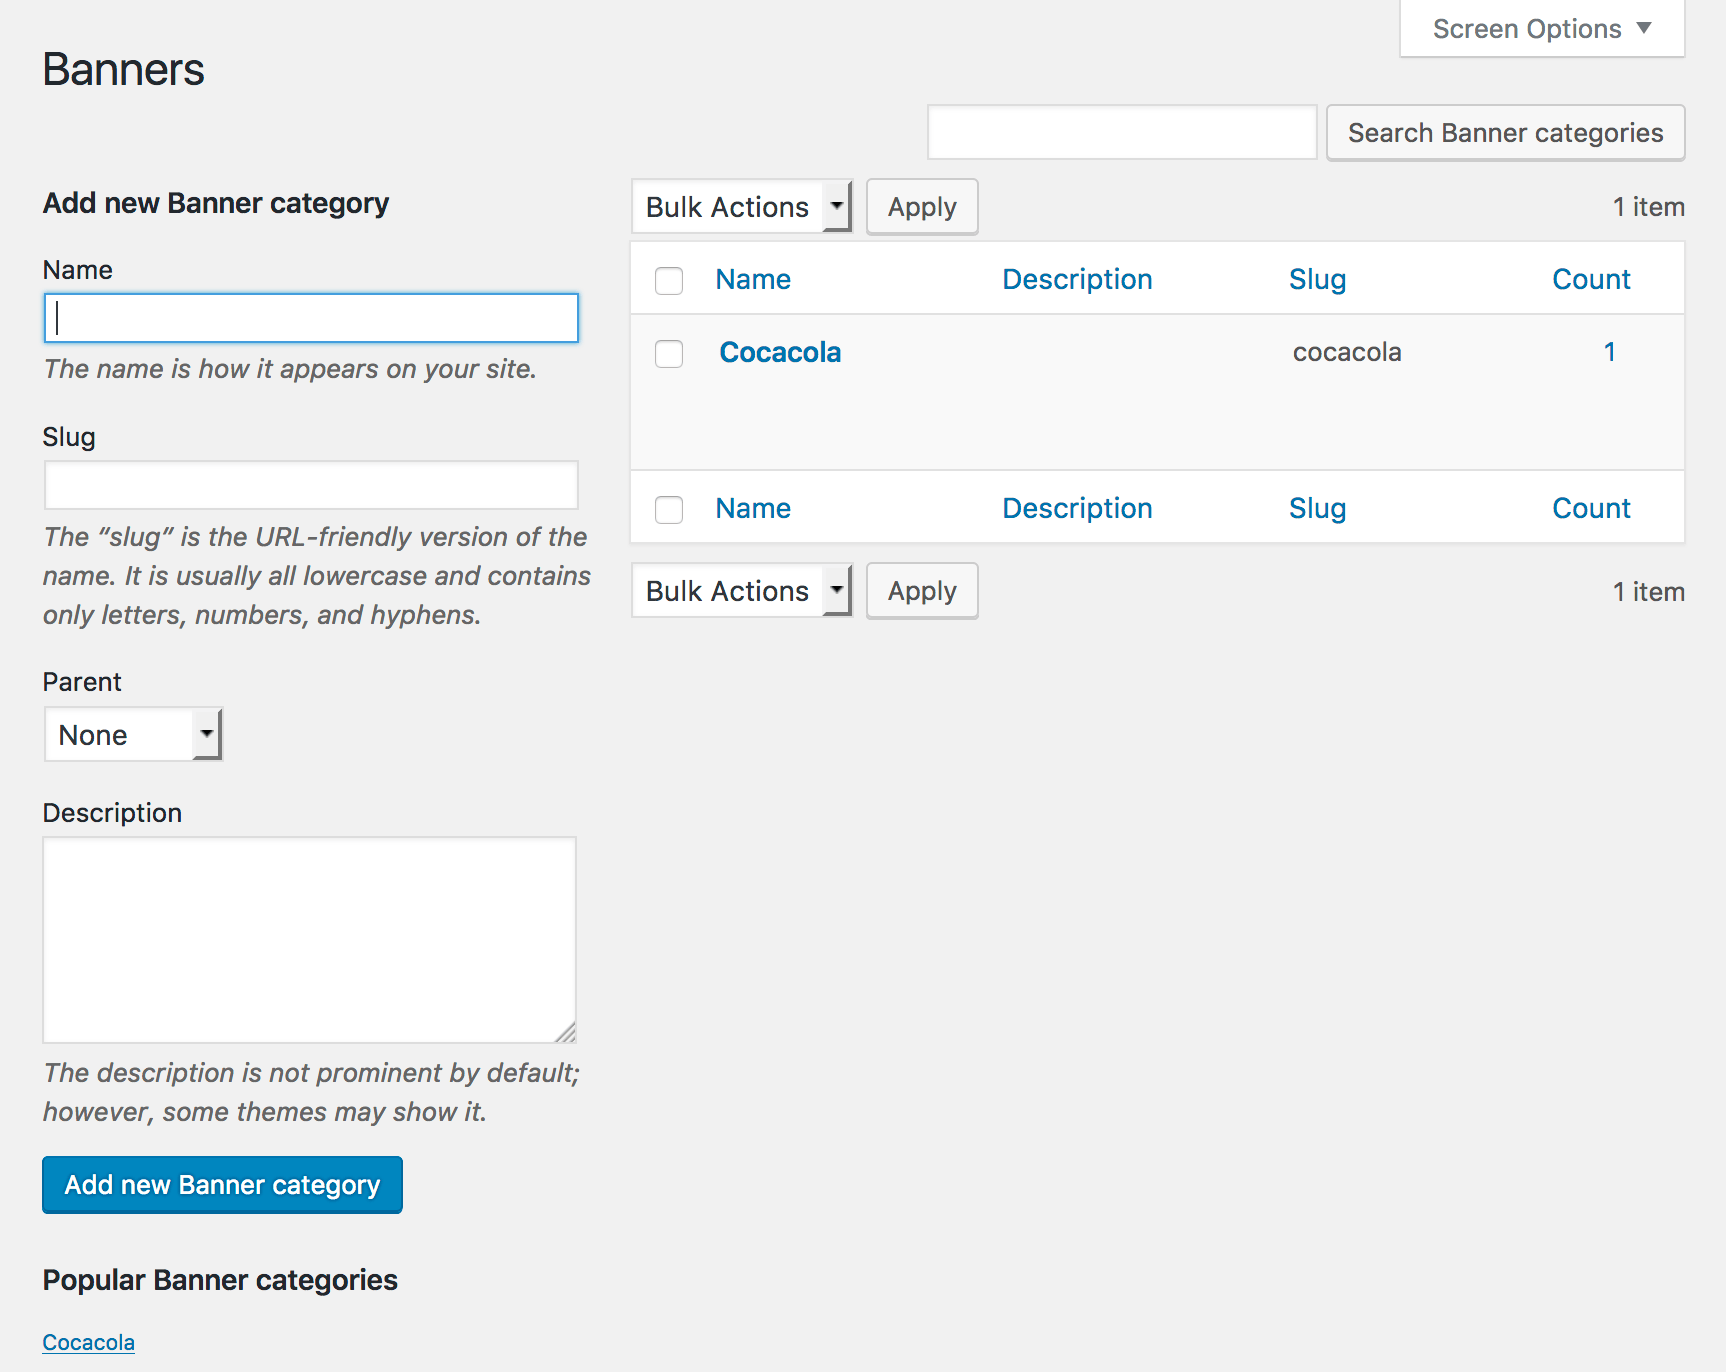 Screen Options
Banners
Search Banner categories
Add new Banner category
Name
The name is how it appears on your site.
Slug
The “slug” is the URL-friendly version of the
name. It is usually all lowercase and contains
only letters, numbers, and hyphens.
Parent
None
Description
The description is not prominent by default;
however, some themes may show it.
Add new Banner category
Popular Banner categories
Cocacola
Bulk Actions Apply 1 item
Name Description Slug Count
Cocacola cocacola 1
Name Description Slug Count
Bulk Actions Apply 1 item